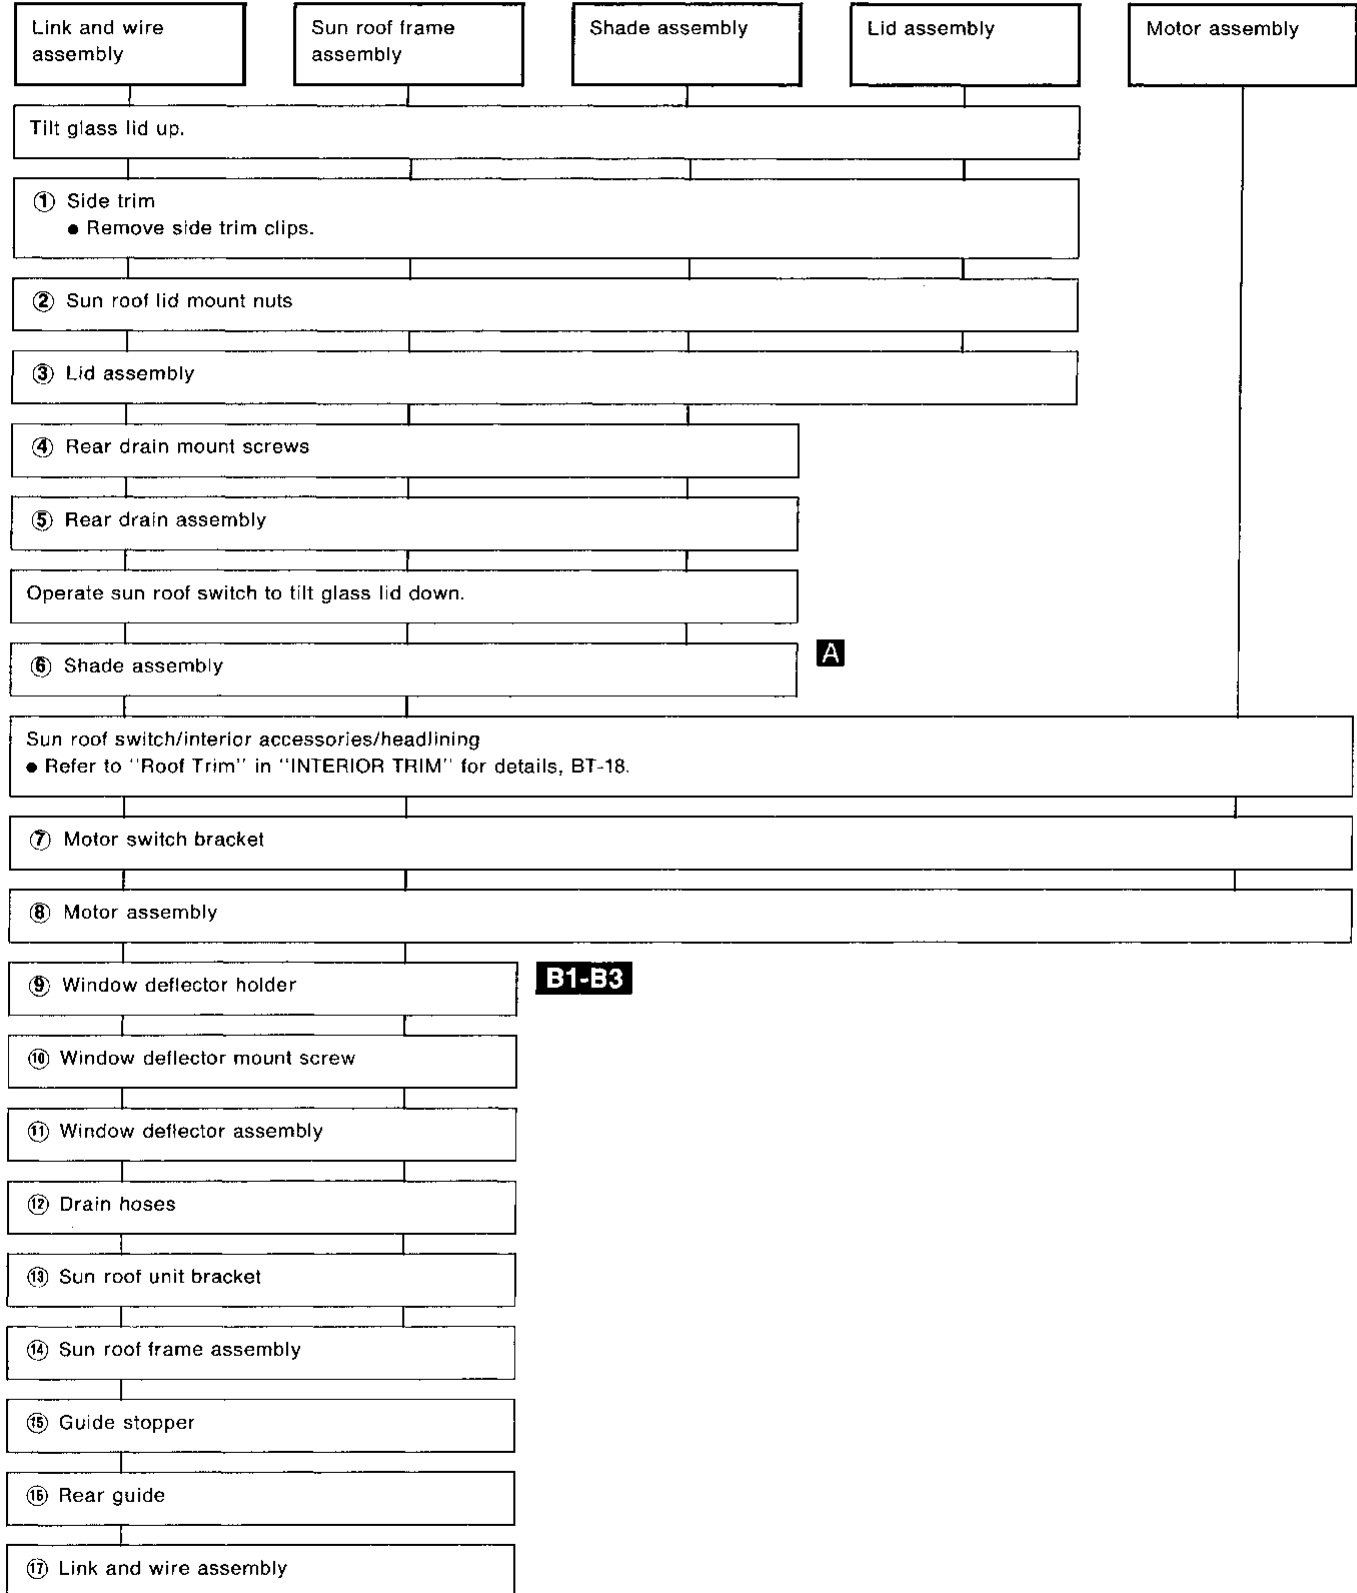 Link and wire
assembly
Sun roof frame
assembly
Shade assembly
Lid assembly
Motor assembly
Tilt glass lid up.
① Side trim
● Remove side trim clips.
② Sun roof lid mount nuts
③ Lid assembly
④ Rear drain mount screws
⑤ Rear drain assembly
Operate sun roof switch to tilt glass lid down.
⑥ Shade assembly
A
Sun roof switch/interior accessories/headlining
● Refer to "Roof Trim" in "INTERIOR TRIM" for details, BT-18.
⑦ Motor switch bracket
⑧ Motor assembly
⑨ Window deflector holder
B1-B3
⑩ Window deflector mount screw
⑪ Window deflector assembly
⑫ Drain hoses
⑬ Sun roof unit bracket
⑭ Sun roof frame assembly
⑮ Guide stopper
⑯ Rear guide
⑰ Link and wire assembly